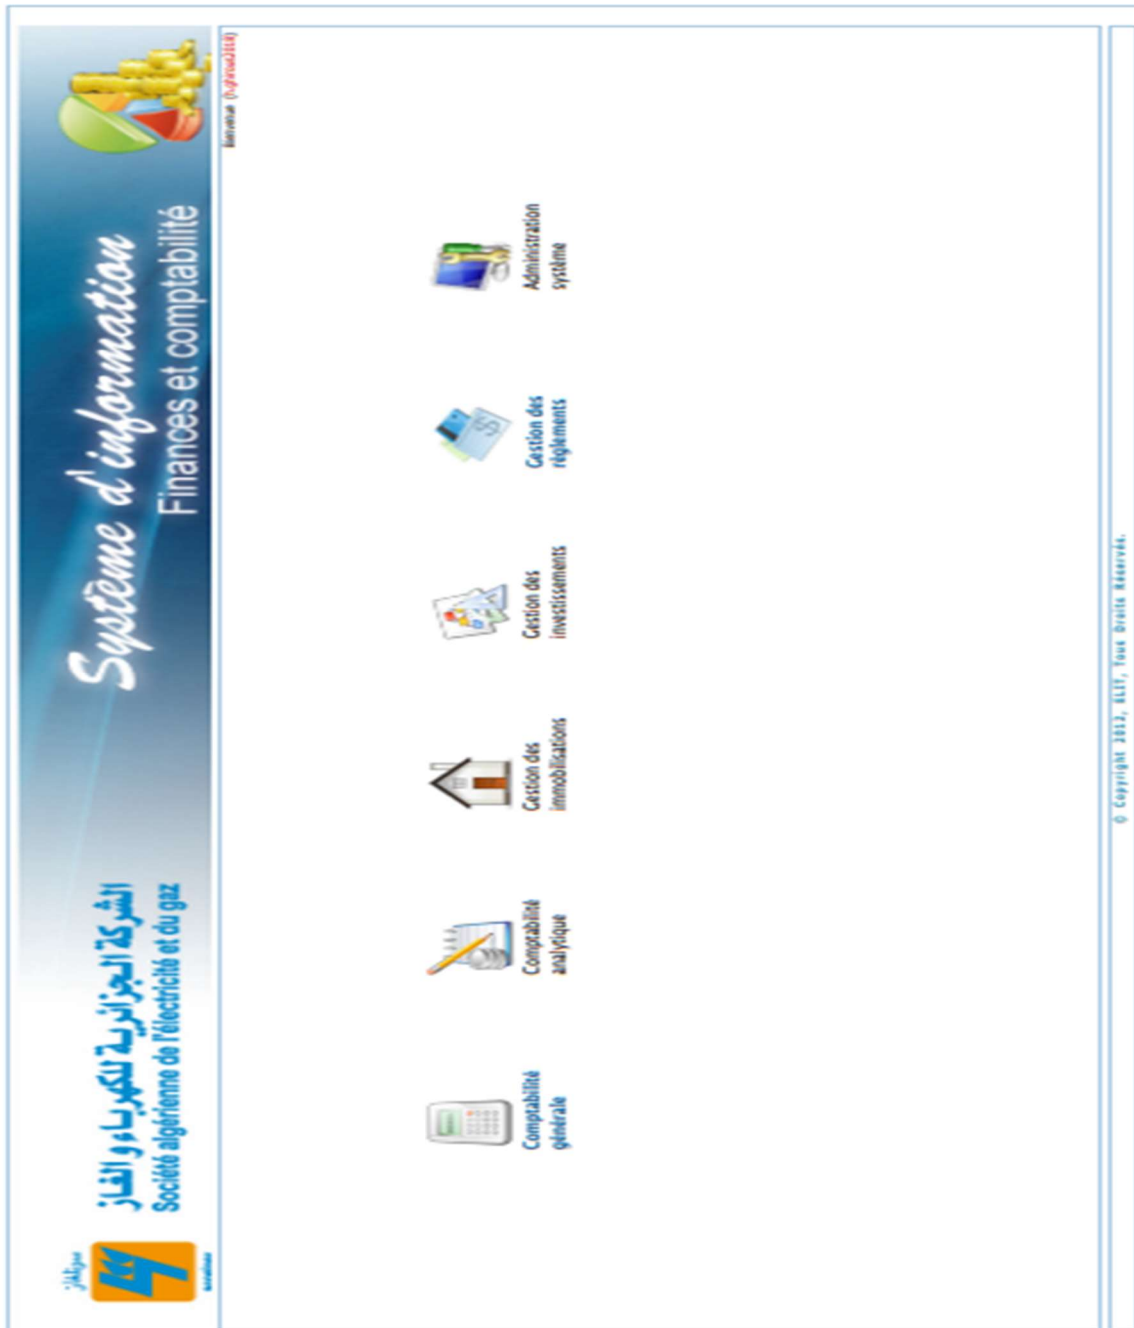 سونلغاز
الشركة الجزائرية للكهرباء و الغاز
Société algérienne de l'électricité et du gaz
Système d'information
Finances et comptabilité
Bienvenue
Comptabilité
générale
Comptabilité
analytique
Gestion des
immobilisations
Gestion des
investissements
Gestion des
règlements
Administration
système
© Copyright 2012, ELIT, Tous Droits Réservés.